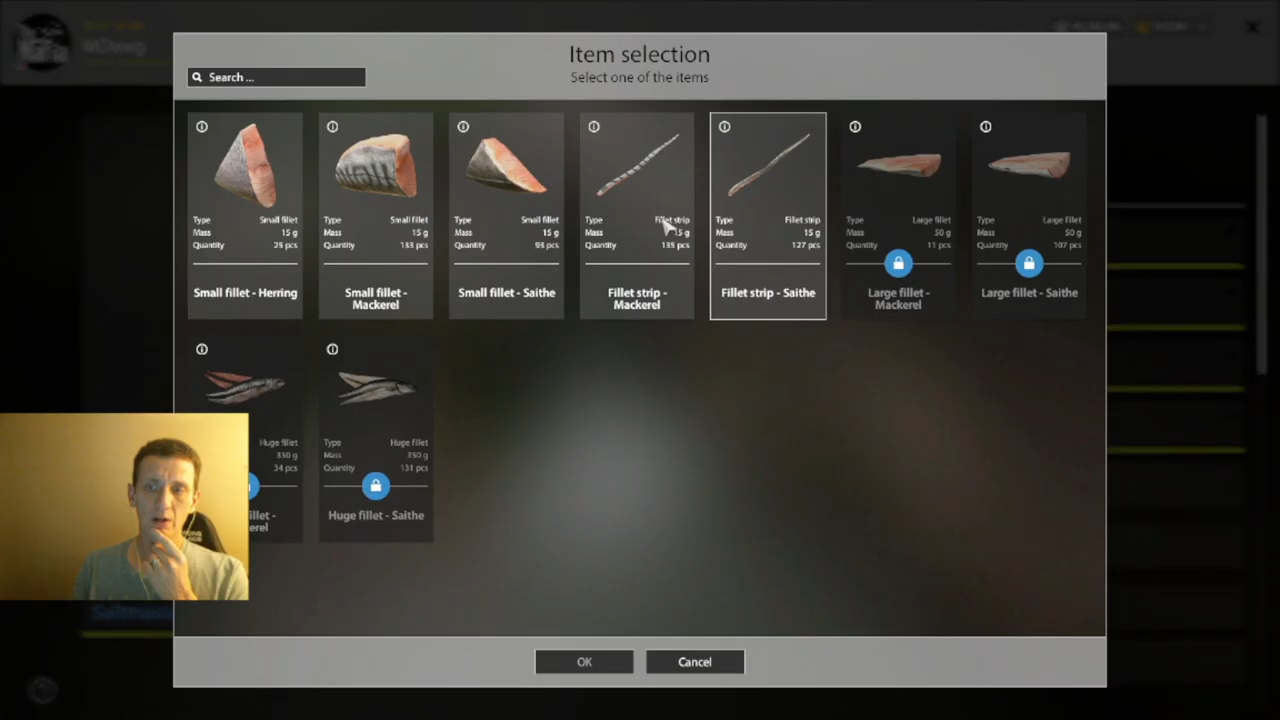 Item selection
Select one of the items
Search ...
Type Small fillet
Mass 15 g
Quantity 25 pcs
Small fillet - Herring
Type Small fillet
Mass 15 g
Quantity 133 pcs
Small fillet -
Mackerel
Type Small fillet
Mass 15 g
Quantity 93 pcs
Small fillet - Saithe
Type Fillet strip
Mass 15 g
Quantity 135 pcs
Fillet strip -
Mackerel
Type Fillet strip
Mass 15 g
Quantity 127 pcs
Fillet strip - Saithe
Type Large fillet
Mass 50 g
Quantity 11 pcs
Large fillet -
Mackerel
Type Large fillet
Mass 50 g
Quantity 107 pcs
Large fillet - Saithe
Huge fillet
350 g
34 pcs
Type Huge fillet
Mass 350 g
Quantity 131 pcs
Huge fillet - Saithe
OK
Cancel